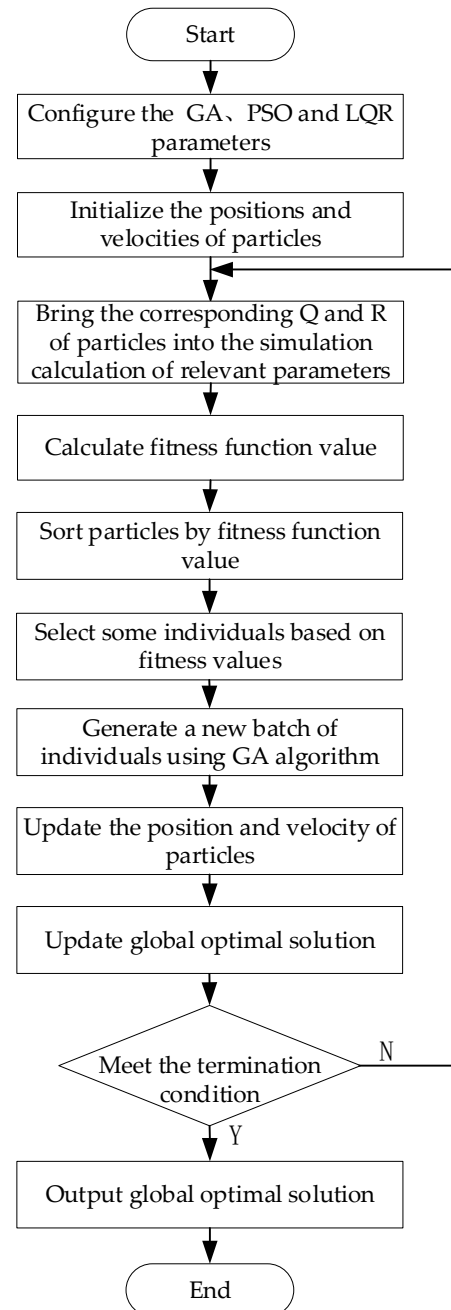 Start
Configure the GA、PSO and LQR
parameters
Initialize the positions and
velocities of particles
Bring the corresponding Q and R
of particles into the simulation
calculation of relevant parameters
Calculate fitness function value
Sort particles by fitness function
value
Select some individuals based on
fitness values
Generate a new batch of
individuals using GA algorithm
Update the position and velocity of
particles
Update global optimal solution
Meet the termination
condition
N
Y
Output global optimal solution
End